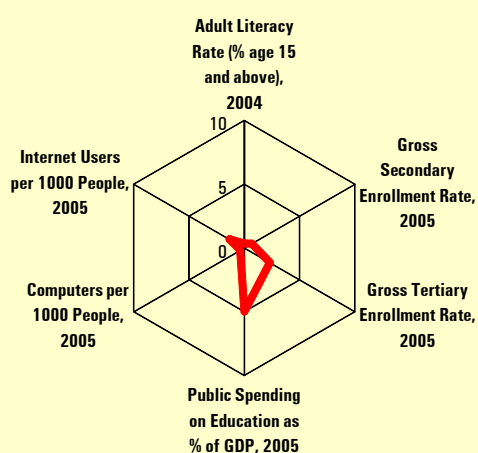 Adult Literacy
Rate (% age 15
and above),
2004
10
5
0
Gross
Secondary
Enrollment Rate,
2005
Gross Tertiary
Enrollment Rate,
2005
Public Spending
on Education as
% of GDP, 2005
Computers per
1000 People,
2005
Internet Users
per 1000 People,
2005